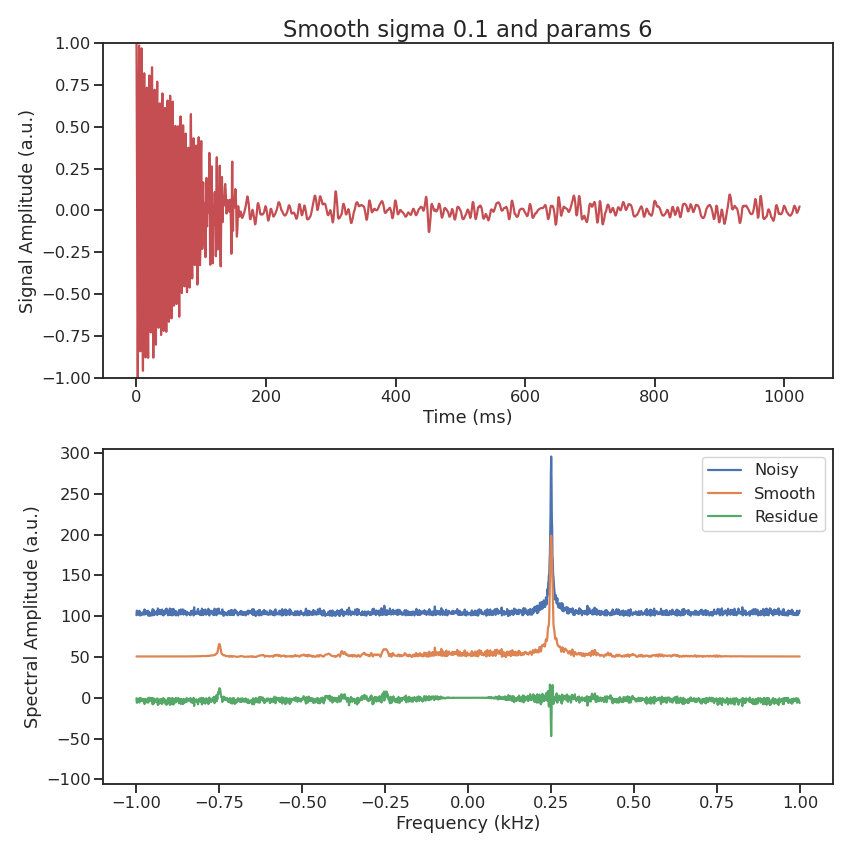 Smooth sigma 0.1 and params 6
1.00
0.75
0.50
0.25
0.00
−0.25
−0.50
−0.75
−1.00
Signal Amplitude (a.u.)
0 200 400 600 800 1000
Time (ms)
300
250
200
150
100
50
0
−50
−100
Spectral Amplitude (a.u.)
Noisy
Smooth
Residue
−1.00 −0.75 −0.50 −0.25 0.00 0.25 0.50 0.75 1.00
Frequency (kHz)